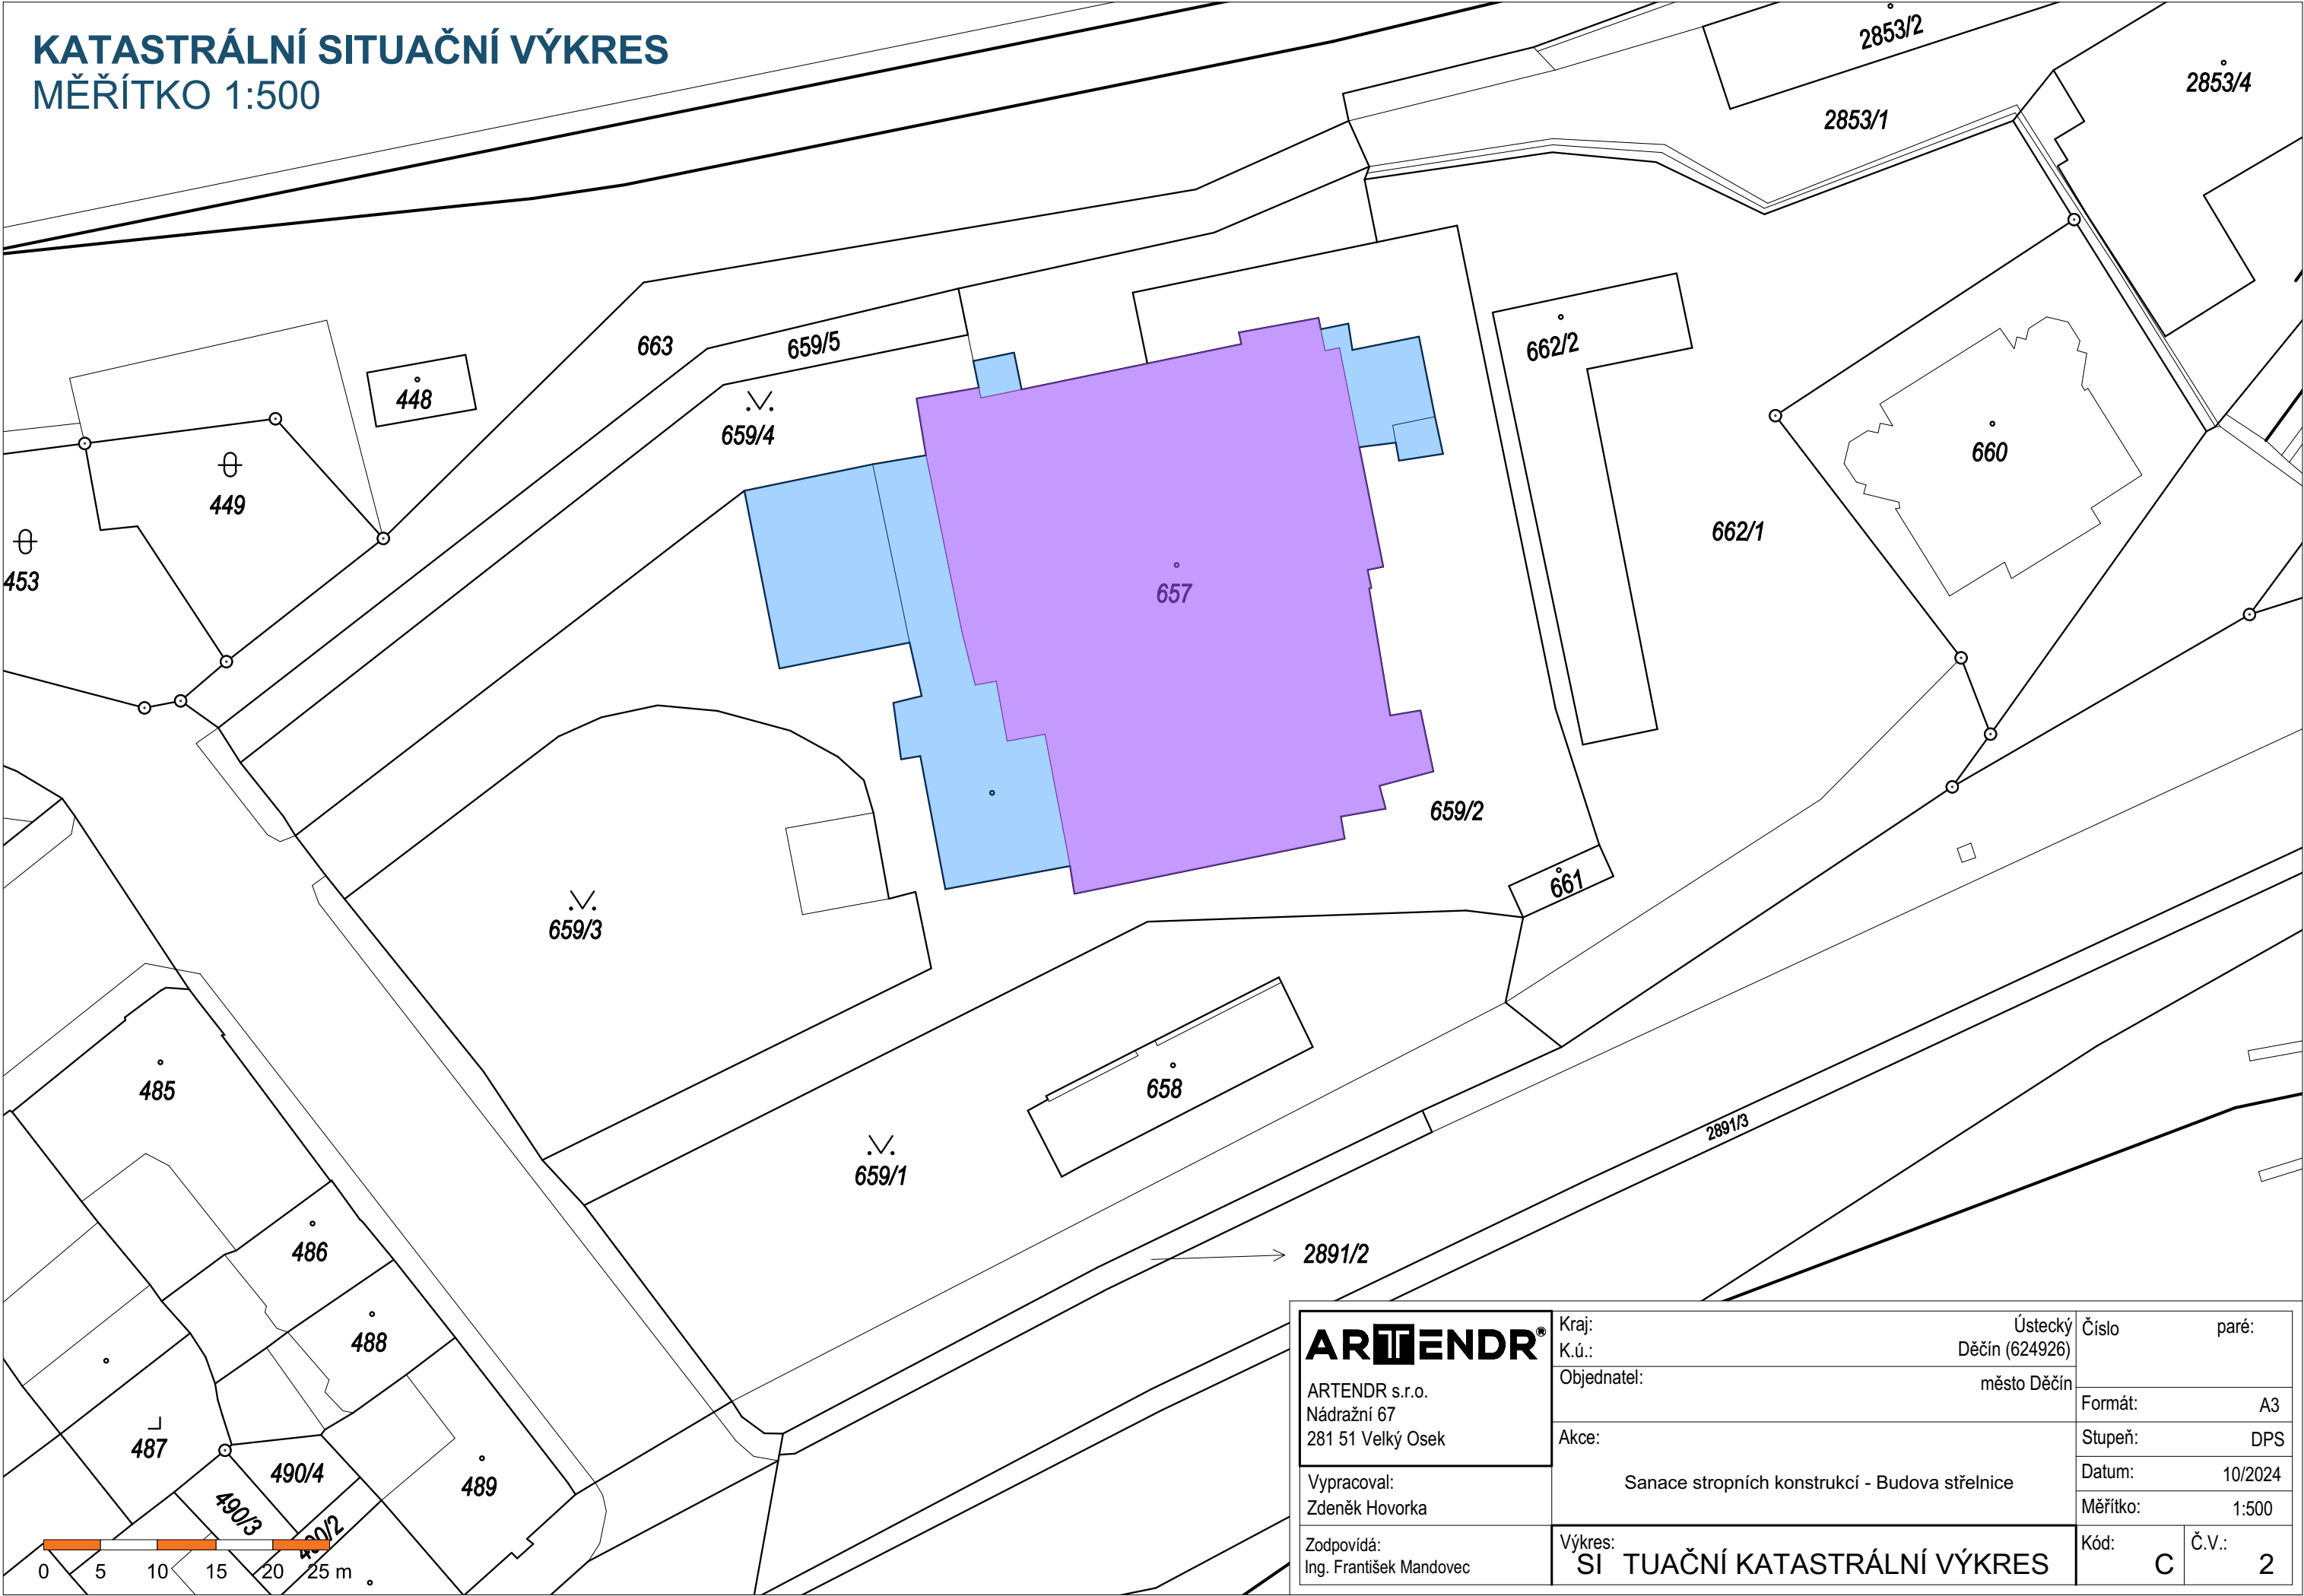 KATASTRÁLNÍ SITUAČNÍ VÝKRES
MĚŘÍTKO 1:500
2853/2
2853/4
2853/1
663
659/5
662/2
448
659/4
660
449
662/1
453
657
659/2
661
659/3
485
658
2891/3
659/1
486
2891/2
488
487
490/4
489
490/3
490/2
0 5 10 15 20 25 m
ARTENDR®
ARTENDR s.r.o.
Nádražní 67
281 51 Velký Osek
Vypracoval:
Zdeněk Hovorka
Zodpovídá:
Ing. František Mandovec
Kraj: Ústecký
K.ú.: Děčín (624926)
Objednatel: město Děčín
Akce:
Sanace stropních konstrukcí - Budova střelnice
Výkres:
SI TUAČNÍ KATASTRÁLNÍ VÝKRES
Číslo paré:
Formát: A3
Stupeň: DPS
Datum: 10/2024
Měřítko: 1:500
Kód: C
Č.V.: 2